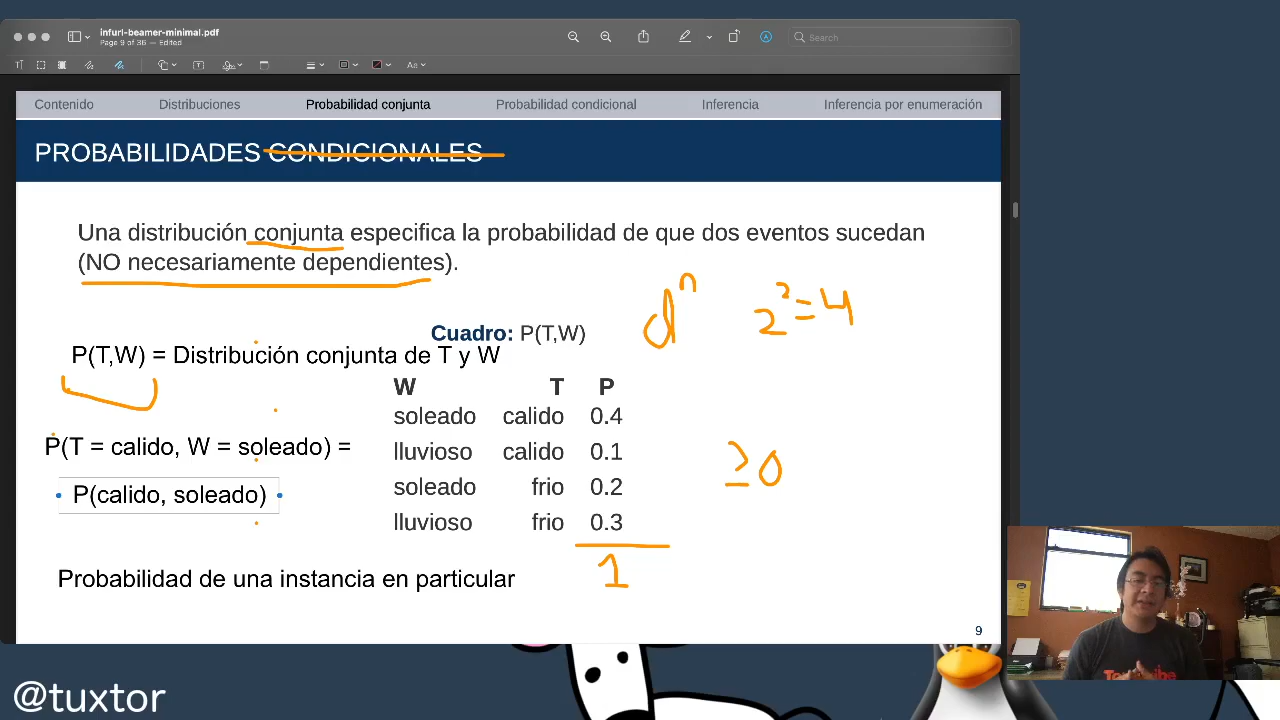 infurl-beamer-minimal.pdf
Page 9 of 36 — Edited
Search
Aa
Contenido Distribuciones Probabilidad conjunta Probabilidad condicional Inferencia Inferencia por enumeración
PROBABILIDADES CONDICIONALES
Una distribución conjunta especifica la probabilidad de que dos eventos sucedan
(NO necesariamente dependientes).
d^n 2^2=4
Cuadro: P(T,W)
P(T,W) = Distribución conjunta de T y W
W T P
soleado calido 0.4
lluvioso calido 0.1
P(T = calido, W = soleado) =
≥0
soleado frio 0.2
P(calido, soleado)
lluvioso frio 0.3
1
Probabilidad de una instancia en particular
9
@tuxtor